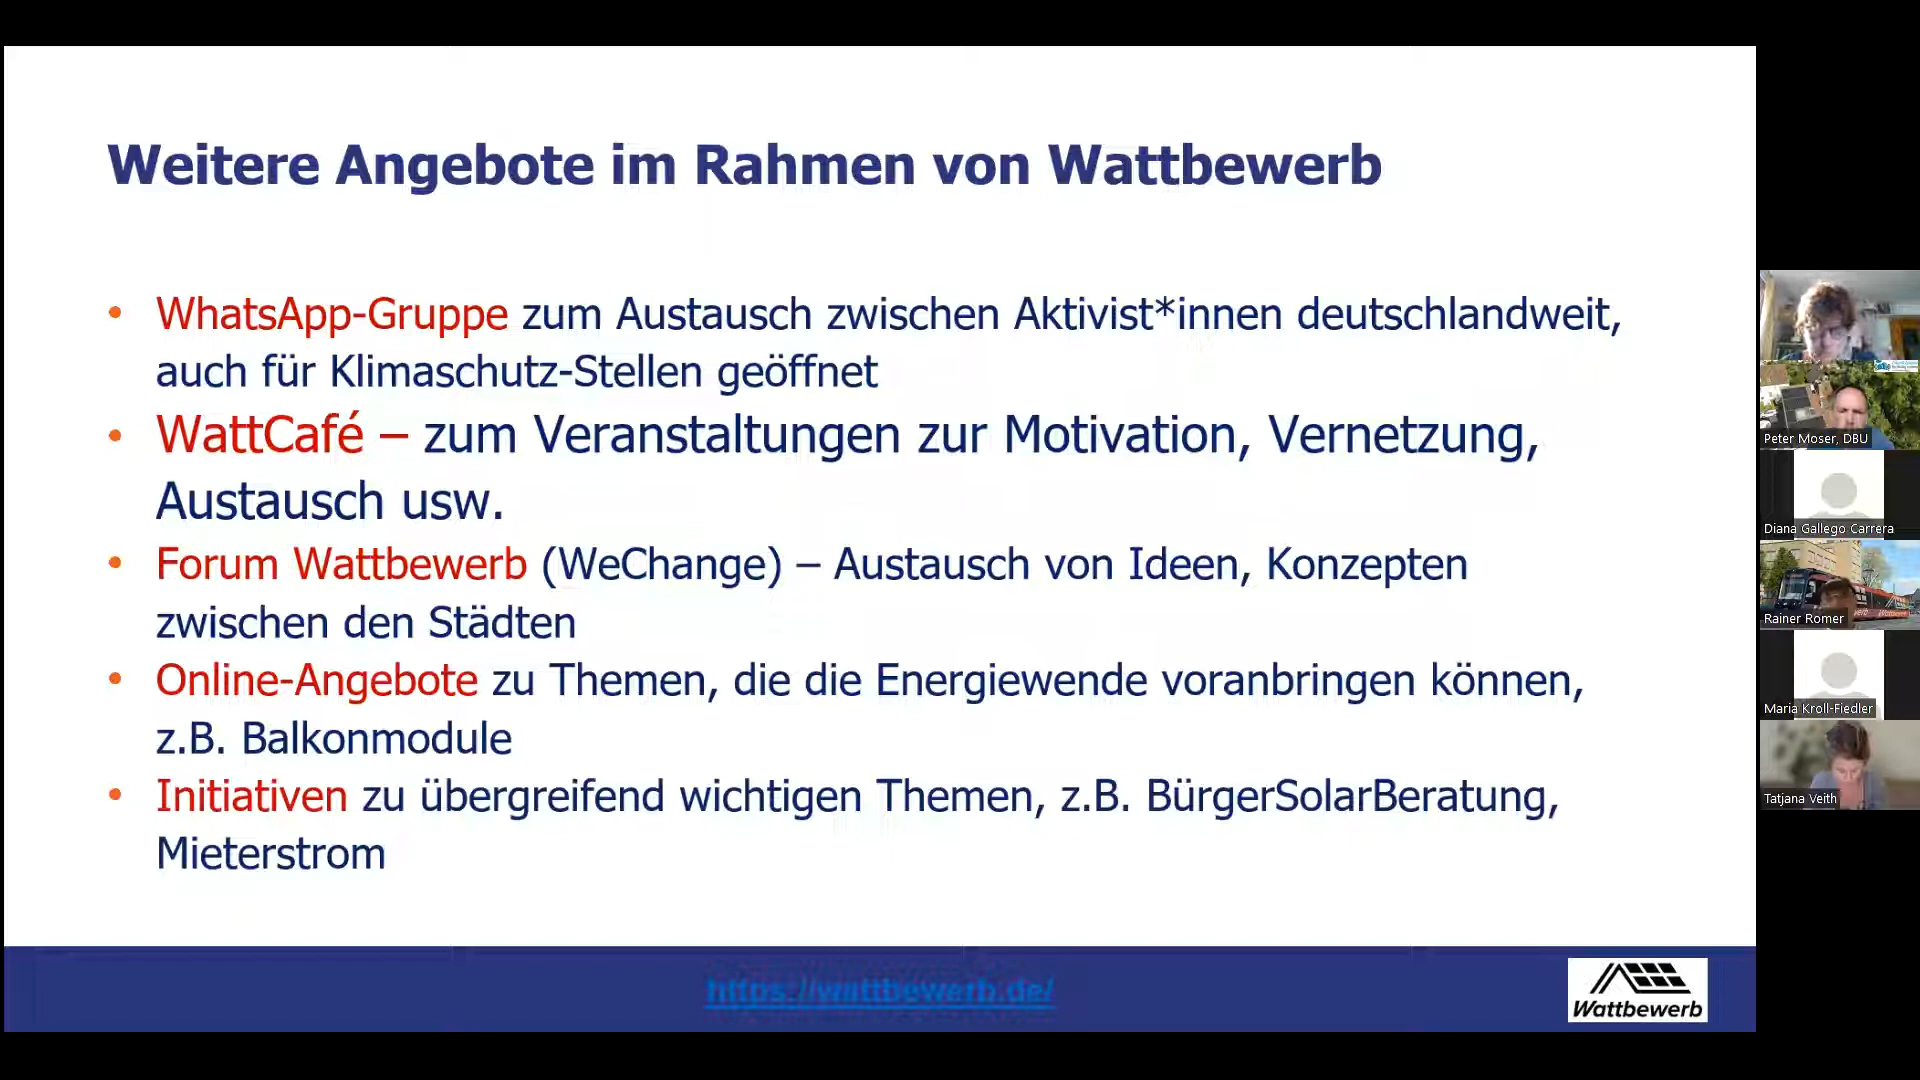 Weitere Angebote im Rahmen von Wattbewerb
• WhatsApp-Gruppe zum Austausch zwischen Aktivist*innen deutschlandweit,
auch für Klimaschutz-Stellen geöffnet
• WattCafé – zum Veranstaltungen zur Motivation, Vernetzung,
Austausch usw.
• Forum Wattbewerb (WeChange) – Austausch von Ideen, Konzepten
zwischen den Städten
• Online-Angebote zu Themen, die die Energiewende voranbringen können,
z.B. Balkonmodule
• Initiativen zu übergreifend wichtigen Themen, z.B. BürgerSolarBeratung,
Mieterstrom
https://wattbewerb.de/
Wattbewerb
Peter Moser, DBU
Diana Gallego Carrera
Rainer Romer
Maria Kroll-Fiedler
Tatjana Veith